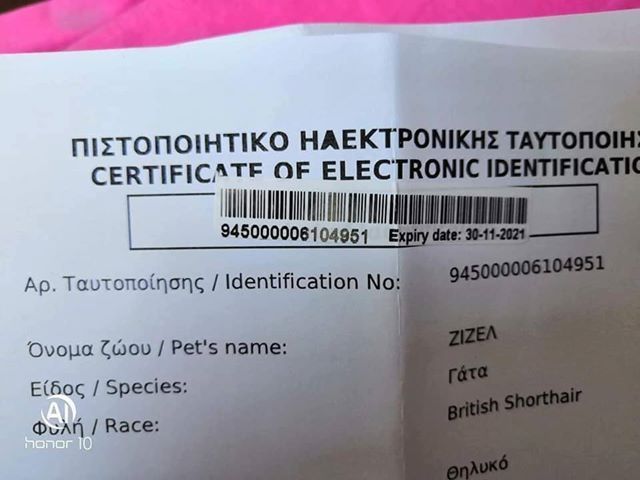 ΠΙΣΤΟΠΟΙΗΤΙΚΟ ΗΛΕΚΤΡΟΝΙΚΗΣ ΤΑΥΤΟΠΟΙΗΣ
CERTIFICATE OF ELECTRONIC IDENTIFICATIO
945000006104951 Expiry date: 30-11-2021
Αρ. Ταυτοποίησης / Identification No: 945000006104951
Όνομα ζώου / Pet's name: ΖΙΖΕΛ
Είδος / Species: Γάτα
Φυλή / Race: British Shorthair
Θηλυκό
AI
honor 10